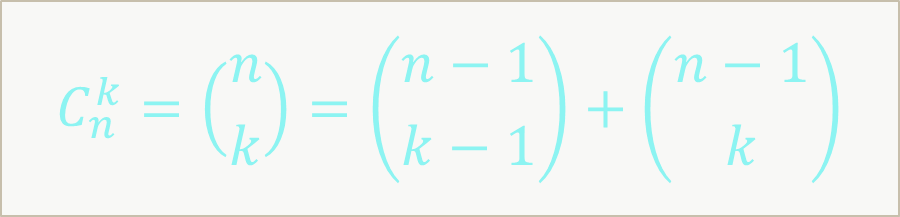 $C_n^k = \binom{n}{k} = \binom{n-1}{k-1} + \binom{n-1}{k}$